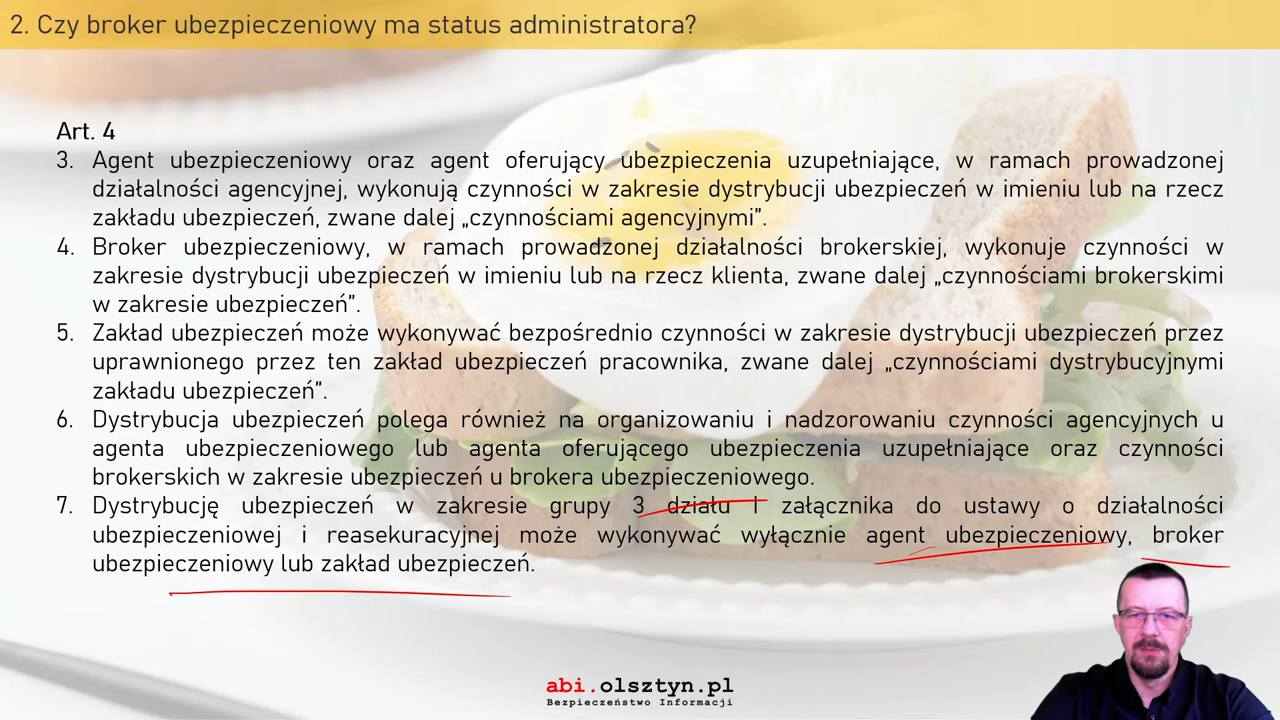 2. Czy broker ubezpieczeniowy ma status administratora?
Art. 4
3. Agent ubezpieczeniowy oraz agent oferujący ubezpieczenia uzupełniające, w ramach prowadzonej
działalności agencyjnej, wykonują czynności w zakresie dystrybucji ubezpieczeń w imieniu lub na rzecz
zakładu ubezpieczeń, zwane dalej „czynnościami agencyjnymi”.
4. Broker ubezpieczeniowy, w ramach prowadzonej działalności brokerskiej, wykonuje czynności w
zakresie dystrybucji ubezpieczeń w imieniu lub na rzecz klienta, zwane dalej „czynnościami brokerskimi
w zakresie ubezpieczeń”.
5. Zakład ubezpieczeń może wykonywać bezpośrednio czynności w zakresie dystrybucji ubezpieczeń przez
uprawnionego przez ten zakład ubezpieczeń pracownika, zwane dalej „czynnościami dystrybucyjnymi
zakładu ubezpieczeń”.
6. Dystrybucja ubezpieczeń polega również na organizowaniu i nadzorowaniu czynności agencyjnych u
agenta ubezpieczeniowego lub agenta oferującego ubezpieczenia uzupełniające oraz czynności
brokerskich w zakresie ubezpieczeń u brokera ubezpieczeniowego.
7. Dystrybucję ubezpieczeń w zakresie grupy 3 działu I załącznika do ustawy o działalności
ubezpieczeniowej i reasekuracyjnej może wykonywać wyłącznie agent ubezpieczeniowy, broker
ubezpieczeniowy lub zakład ubezpieczeń.
abi.olsztyn.pl
Bezpieczeństwo Informacji